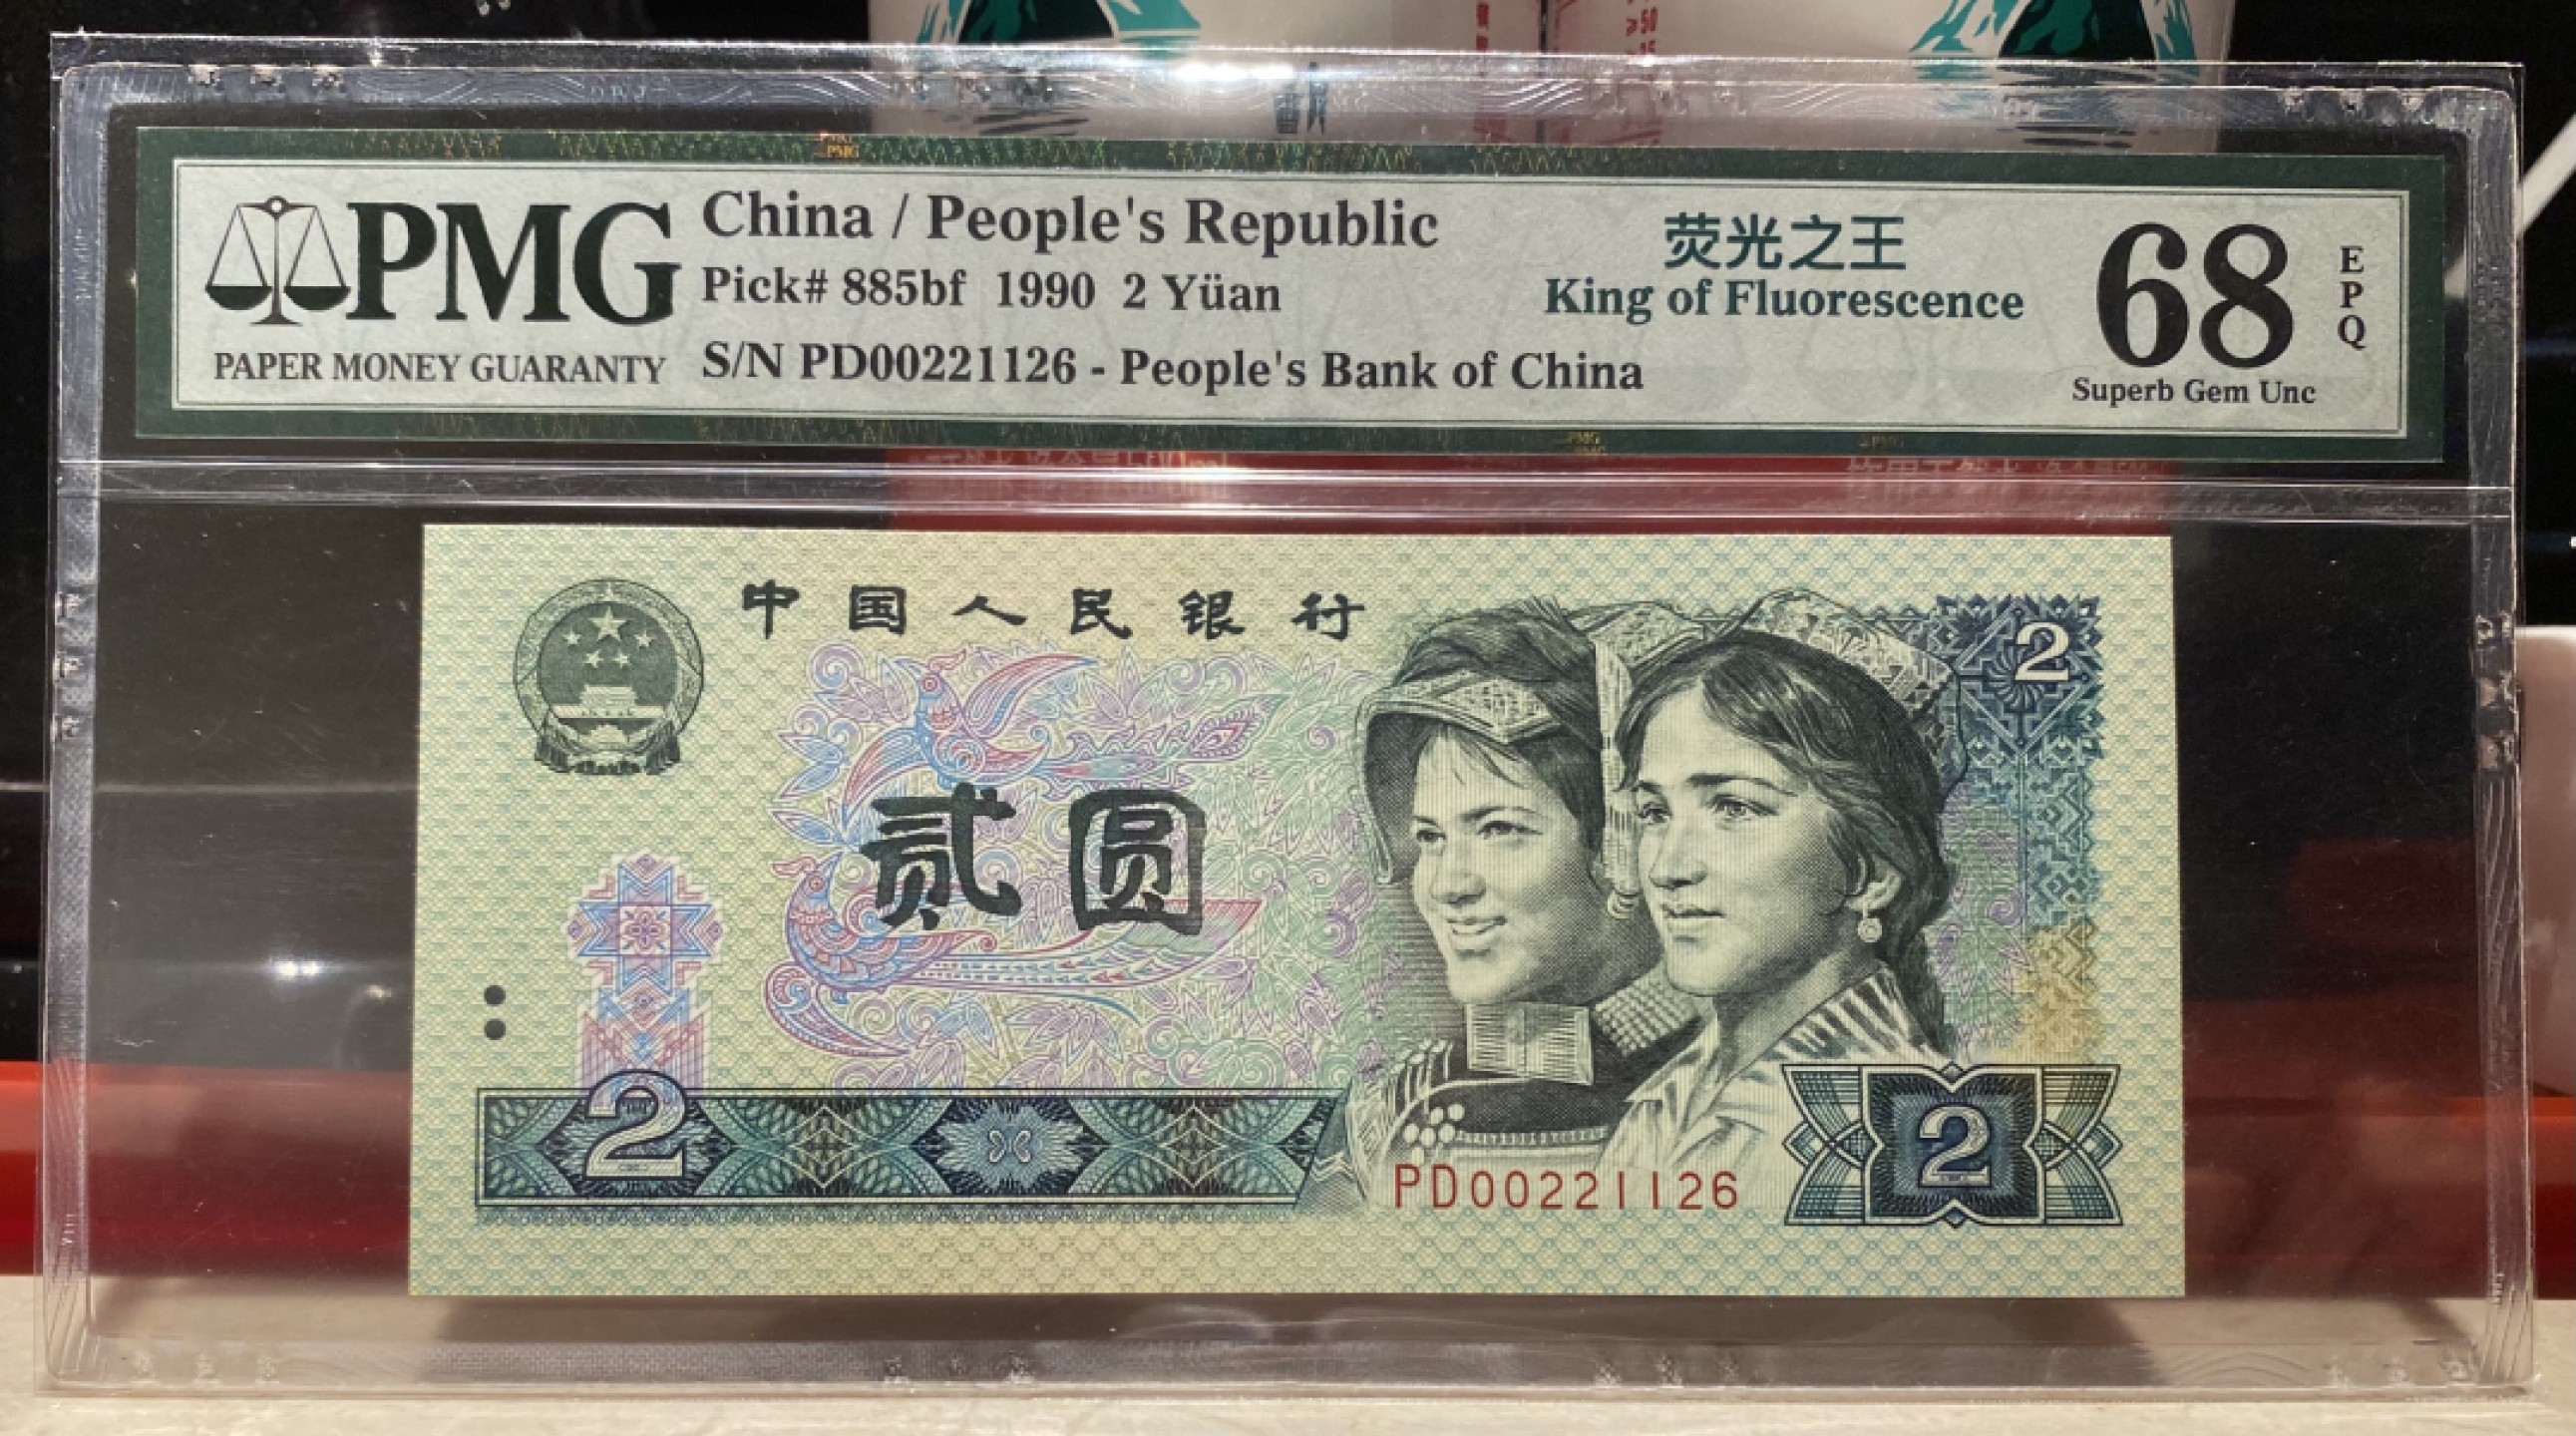 ≥50
PMG
China / People's Republic
Pick# 885bf 1990 2 Yüan
S/N PD00221126 - People's Bank of China
PAPER MONEY GUARANTY
荧光之王
King of Fluorescence
68
EPQ
Superb Gem Unc
中国人民银行
2
贰圆
2
PD00221126
2